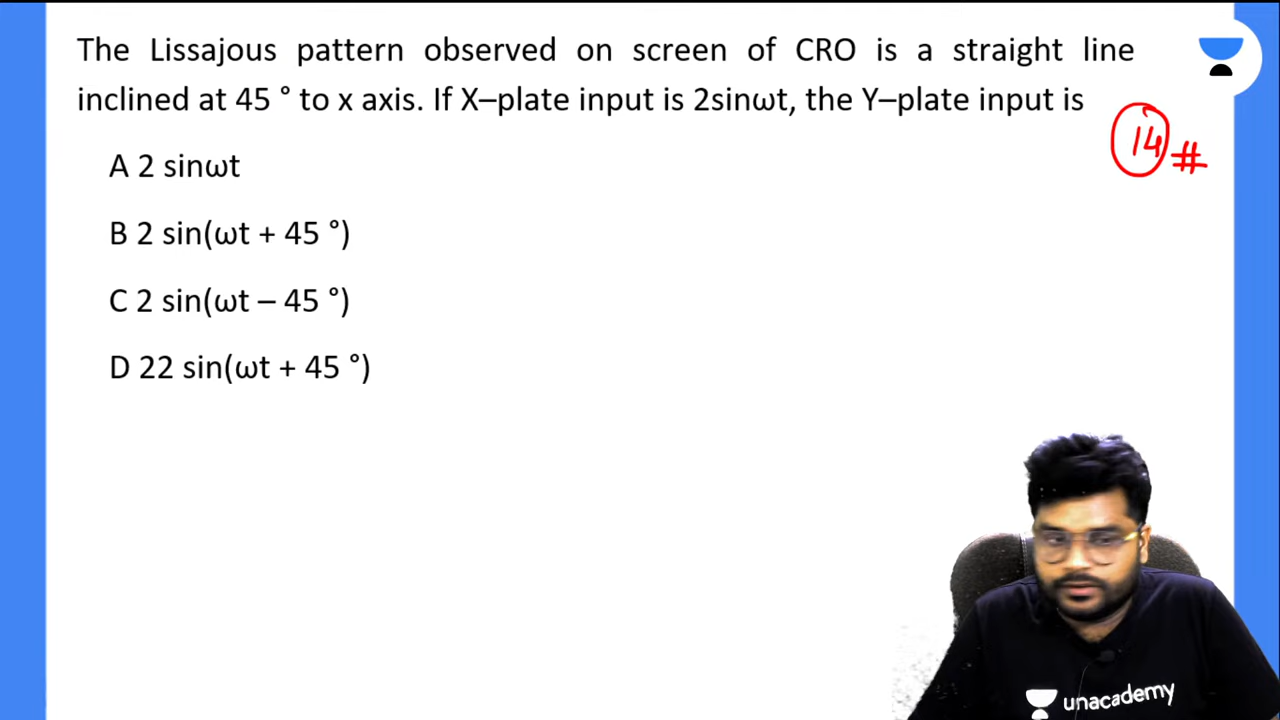 The Lissajous pattern observed on screen of CRO is a straight line
inclined at 45 ° to x axis. If X–plate input is 2sinωt, the Y–plate input is
14 #
A 2 sinωt
B 2 sin(ωt + 45 °)
C 2 sin(ωt – 45 °)
D 22 sin(ωt + 45 °)
unacademy